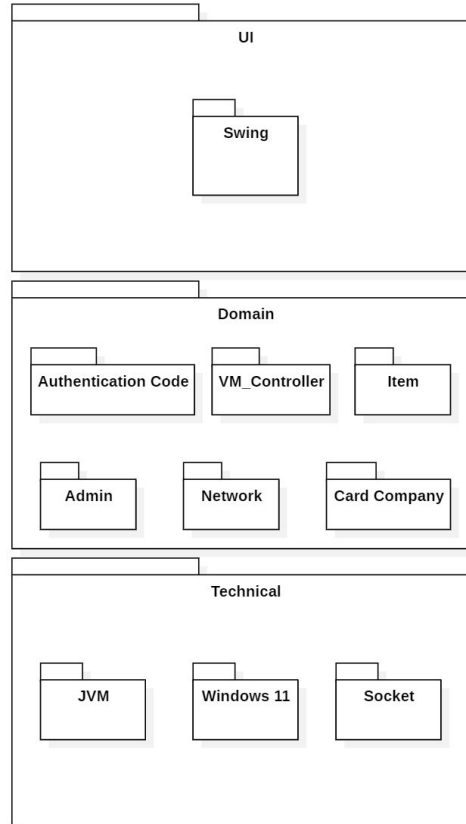 UI
Swing
Domain
Authentication Code
VM_Controller
Item
Admin
Network
Card Company
Technical
JVM
Windows 11
Socket